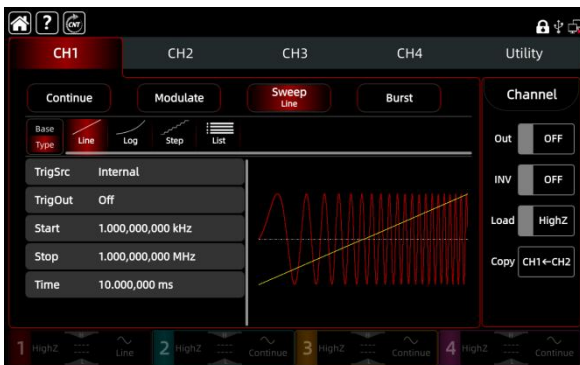 ? CNT
CH1 CH2 CH3 CH4 Utility
Continue Modulate Sweep Burst Channel
Line
Base
Type Line Log Step List
Out OFF
TrigSrc Internal
INV OFF
TrigOut Off
Load HighZ
Start 1.000,000,000 kHz
Stop 1.000,000,000 MHz
Copy CH1←CH2
Time 10.000,000 ms
1 HighZ Line 2 HighZ Continue 3 HighZ Continue 4 HighZ Continue